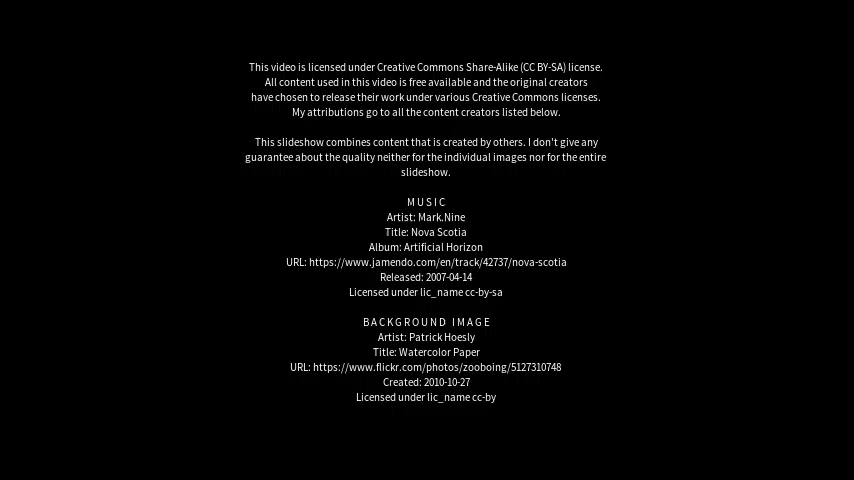 This video is licensed under Creative Commons Share-Alike (CC BY-SA) license.
All content used in this video is free available and the original creators
have chosen to release their work under various Creative Commons licenses.
My attributions go to all the content creators listed below.
This slideshow combines content that is created by others. I don't give any
guarantee about the quality neither for the individual images nor for the entire
slideshow.
MUSIC
Artist: Mark.Nine
Title: Nova Scotia
Album: Artificial Horizon
URL: https://www.jamendo.com/en/track/42737/nova-scotia
Released: 2007-04-14
Licensed under lic_name cc-by-sa
BACKGROUND IMAGE
Artist: Patrick Hoesly
Title: Watercolor Paper
URL: https://www.flickr.com/photos/zooboing/5127310748
Created: 2010-10-27
Licensed under lic_name cc-by